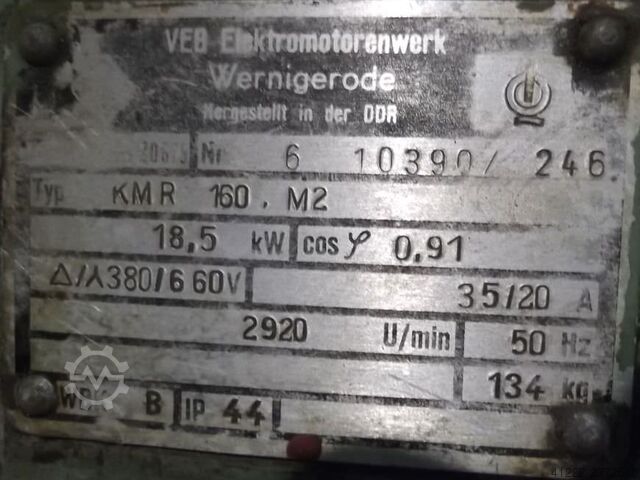 VEB Elektromotorenwerk
Wernigerode
Hergestellt in der DDR
Nr 6 10390/ 246.
Typ KMR 160. M2
18,5 kW cos φ 0,91
Δ/⅄ 380/660V 35/20 A
2920 U/min 50 Hz
134 kg
B IP 44